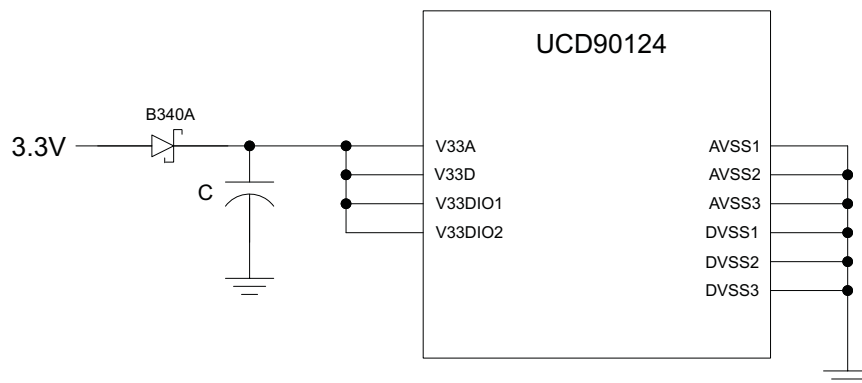 UCD90124
B340A
3.3V
C
V33A
V33D
V33DIO1
V33DIO2
AVSS1
AVSS2
AVSS3
DVSS1
DVSS2
DVSS3